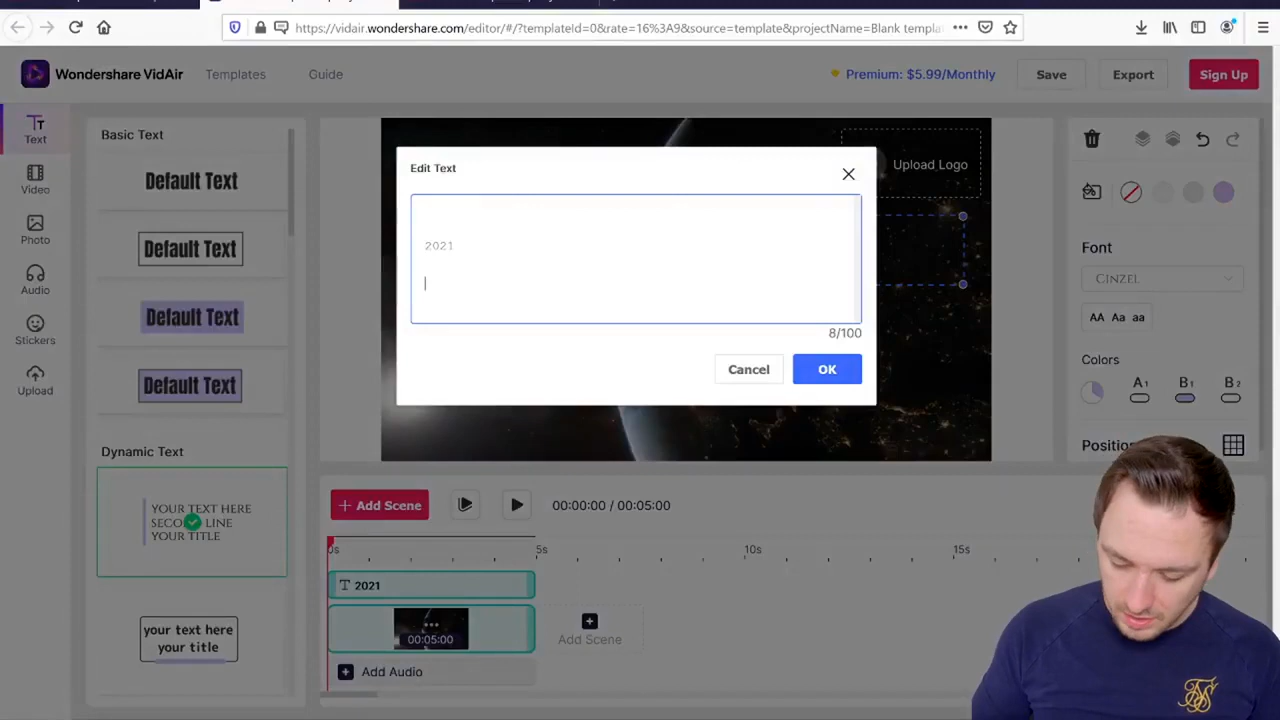 https://vidair.wondershare.com/editor/#/?templateId=0&rate=16%3A9&source=template&projectName=Blank templa
Wondershare VidAir
Templates
Guide
Premium: $5.99/Monthly
Save
Export
Sign Up
Text
Video
Photo
Audio
Stickers
Upload
Basic Text
Default Text
Default Text
Default Text
Default Text
Dynamic Text
YOUR TEXT HERE
SECO LINE
YOUR TITLE
your text here
your title
Edit Text
2021
8/100
Cancel
OK
Upload Logo
Font
CINZEL
AA Aa aa
Colors
A1
B1
B2
Position
Add Scene
00:00:00 / 00:05:00
0s
5s
10s
15s
2021
00:05:00
Add Scene
Add Audio